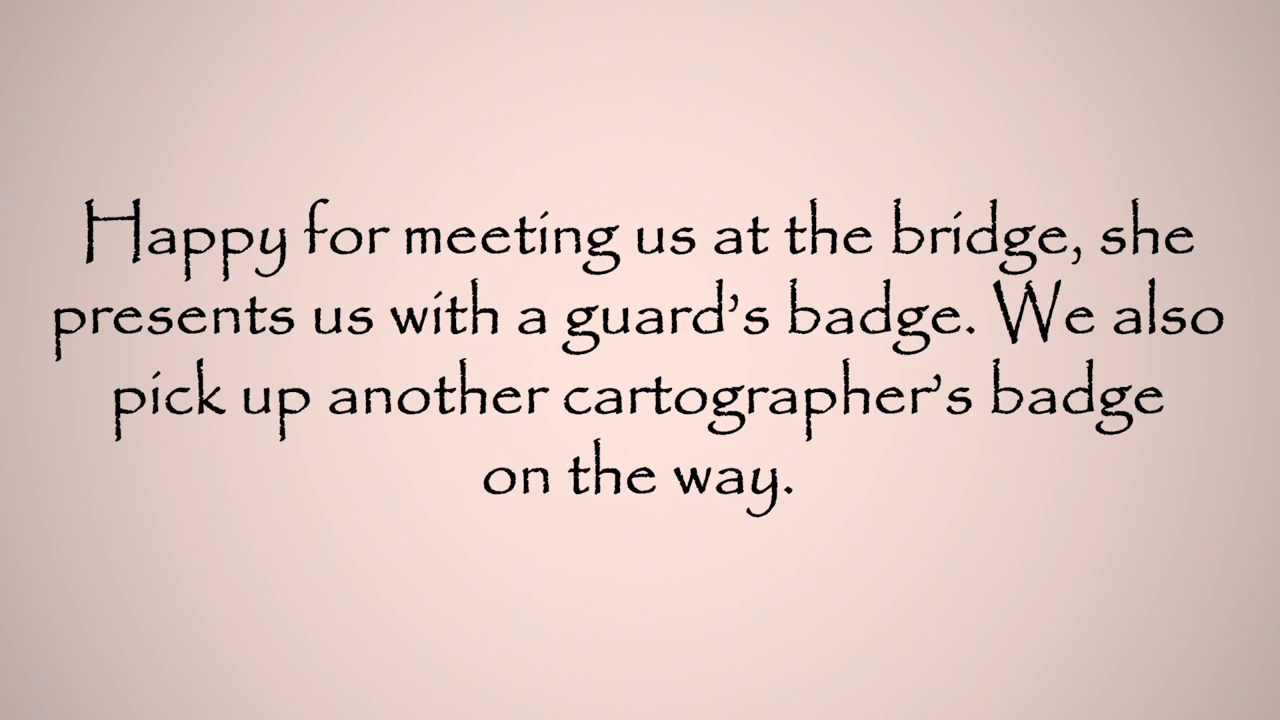 Happy for meeting us at the bridge, she
presents us with a guard’s badge. We also
pick up another cartographer’s badge
on the way.